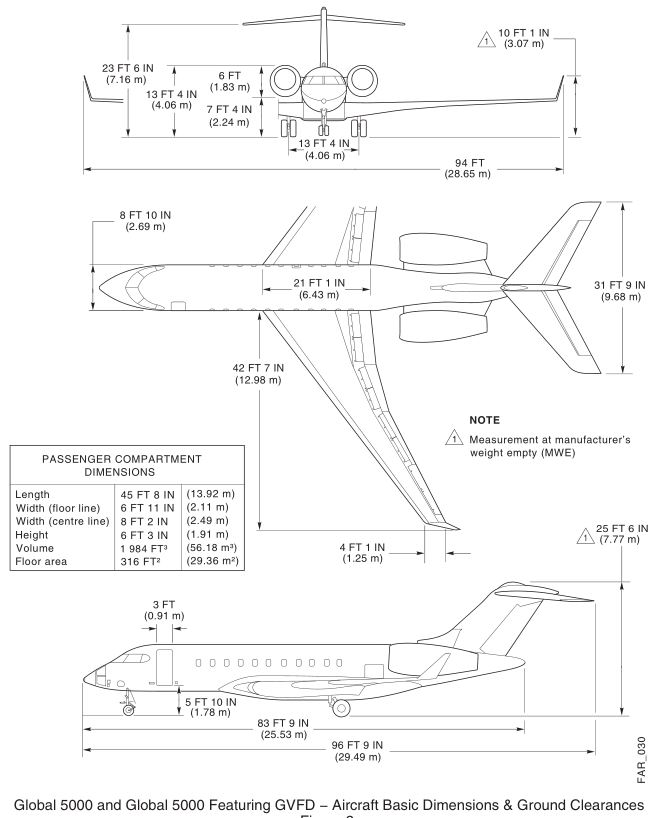 10 FT 1 IN
1
(3.07 m)
23 FT 6 IN
(7.16 m)
13 FT 4 IN
(4.06 m)
6 FT
(1.83 m)
7 FT 4 IN
(2.24 m)
13 FT 4 IN
(4.06 m)
94 FT
(28.65 m)
8 FT 10 IN
(2.69 m)
21 FT 1 IN
(6.43 m)
31 FT 9 IN
(9.68 m)
42 FT 7 IN
(12.98 m)
NOTE
1 Measurement at manufacturer's
weight empty (MWE)
PASSENGER COMPARTMENT
DIMENSIONS
Length 45 FT 8 IN (13.92 m)
Width (floor line) 6 FT 11 IN (2.11 m)
Width (centre line) 8 FT 2 IN (2.49 m)
Height 6 FT 3 IN (1.91 m)
Volume 1 984 FT³ (56.18 m³)
Floor area 316 FT² (29.36 m²)
4 FT 1 IN
(1.25 m)
25 FT 6 IN
1
(7.77 m)
3 FT
(0.91 m)
5 FT 10 IN
(1.78 m)
83 FT 9 IN
(25.53 m)
96 FT 9 IN
(29.49 m)
FAR_030
Global 5000 and Global 5000 Featuring GVFD – Aircraft Basic Dimensions & Ground Clearances